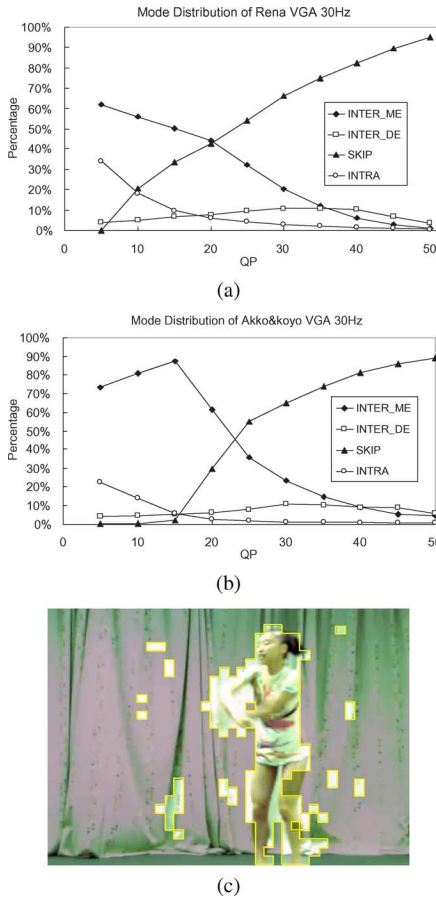 Mode Distribution of Rena VGA 30Hz
100%
90%
80%
70%
60%
50%
40%
30%
20%
10%
0%
Percentage
INTER_ME
INTER_DE
SKIP
INTRA
0 10 20 30 40 50
QP
(a)
Mode Distribution of Akko&koyo VGA 30Hz
100%
90%
80%
70%
60%
50%
40%
30%
20%
10%
0%
Percentage
INTER_ME
INTER_DE
SKIP
INTRA
0 10 20 30 40 50
QP
(b)
(c)